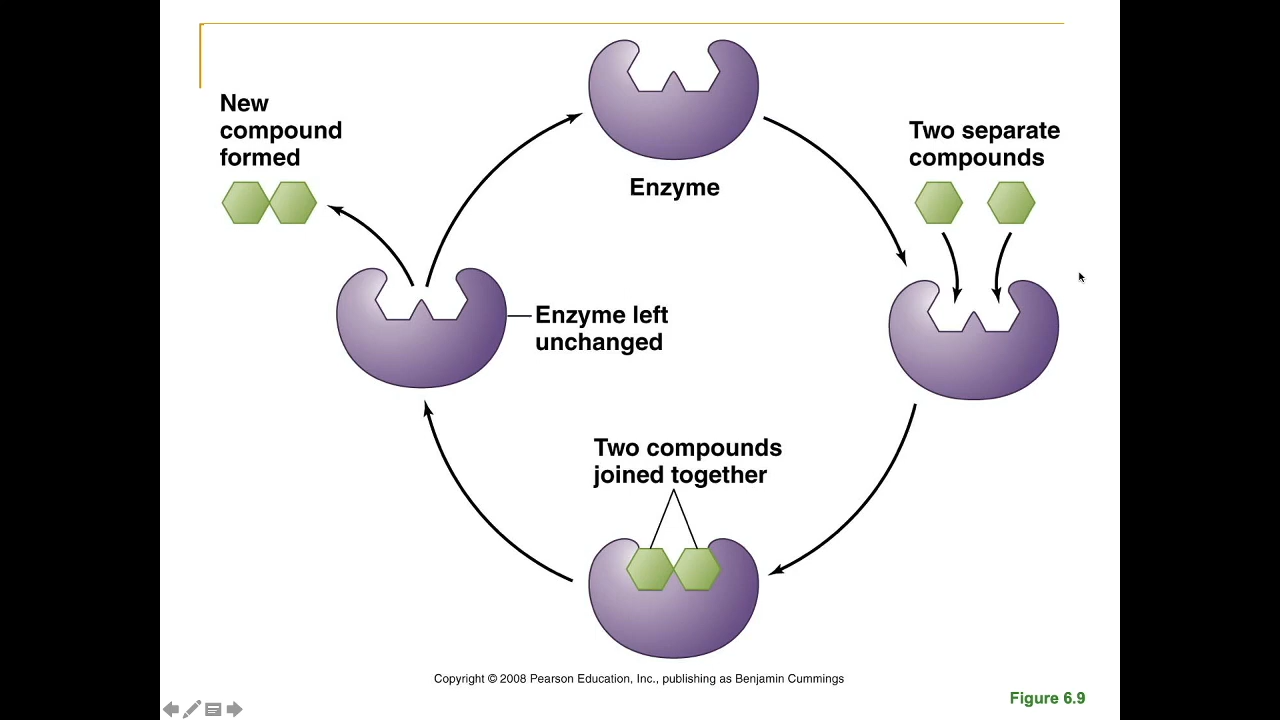 New
compound
formed
Enzyme
Two separate
compounds
Enzyme left
unchanged
Two compounds
joined together
Copyright © 2008 Pearson Education, Inc., publishing as Benjamin Cummings
Figure 6.9